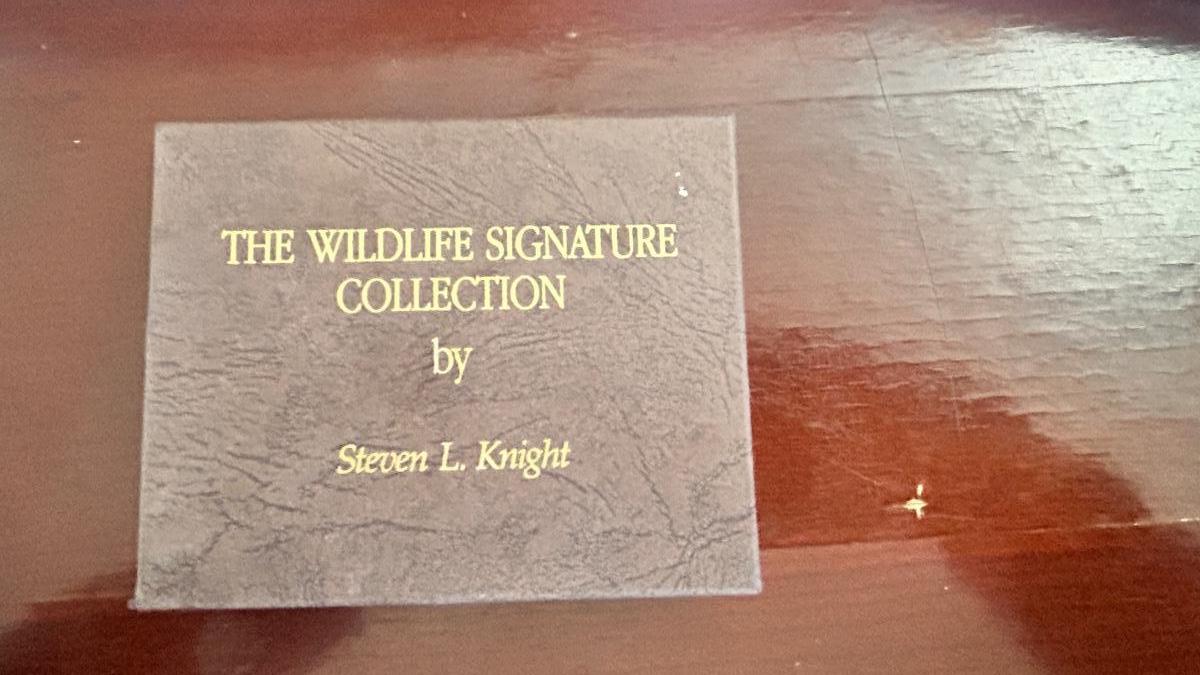 THE WILDLIFE SIGNATURE
COLLECTION
by
Steven L. Knight